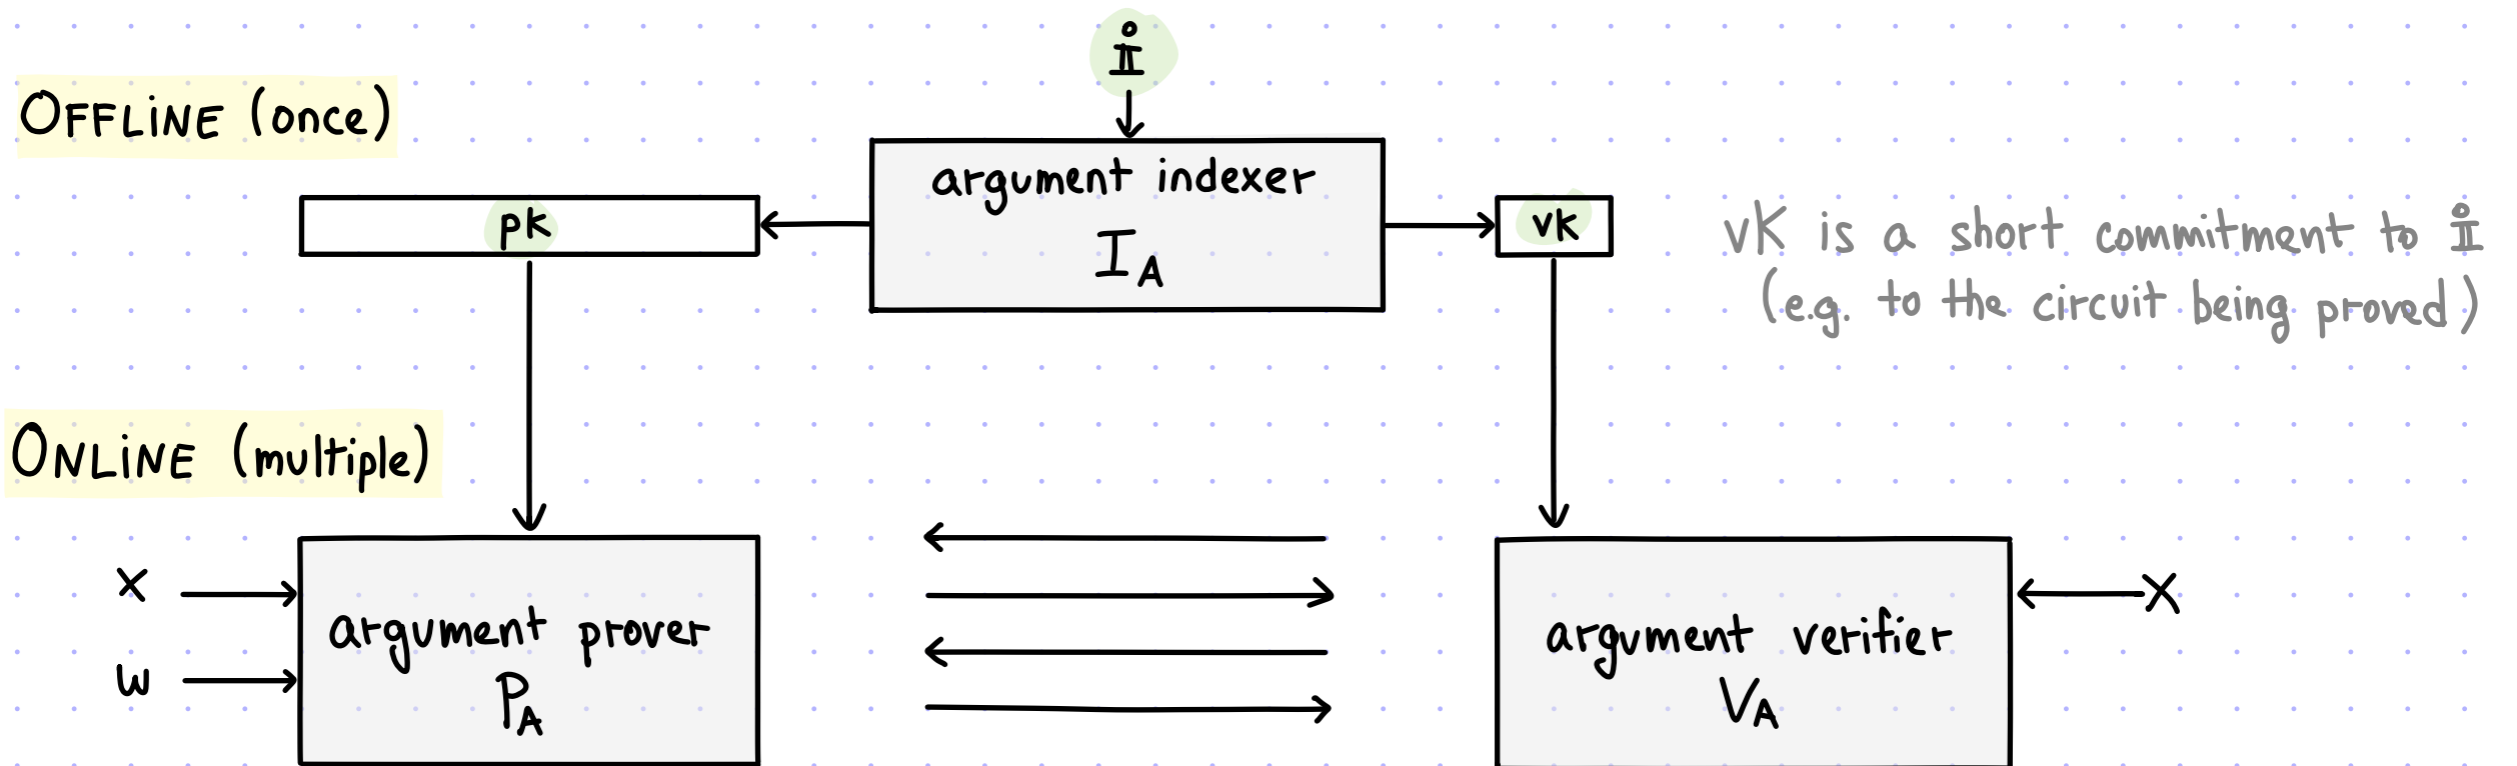 𝕚
OFFLINE (once)
argument indexer
I_A
pk
vk
vk is a short commitment to 𝕚
(e.g. to the circuit being proved)
ONLINE (multiple)
x
w
argument prover
P_A
argument verifier
V_A
x